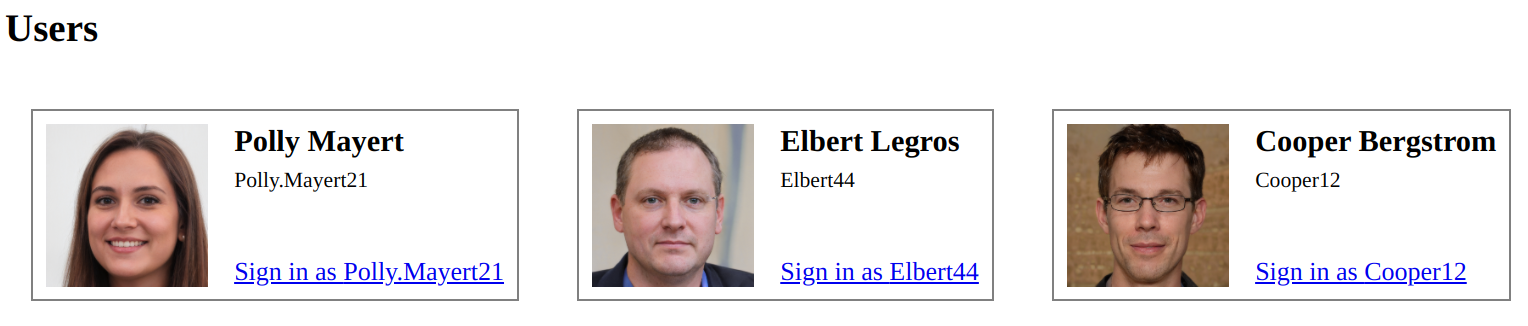 Users
Polly Mayert
Polly.Mayert21
Sign in as Polly.Mayert21
Elbert Legros
Elbert44
Sign in as Elbert44
Cooper Bergstrom
Cooper12
Sign in as Cooper12